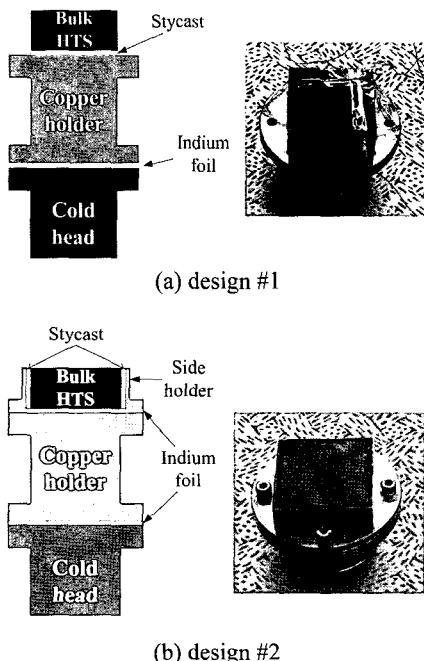 Bulk
HTS
Stycast
Copper
holder
Indium
foil
Cold
head
(a) design #1
Stycast
Bulk
HTS
Side
holder
Copper
holder
Indium
foil
Cold
head
(b) design #2